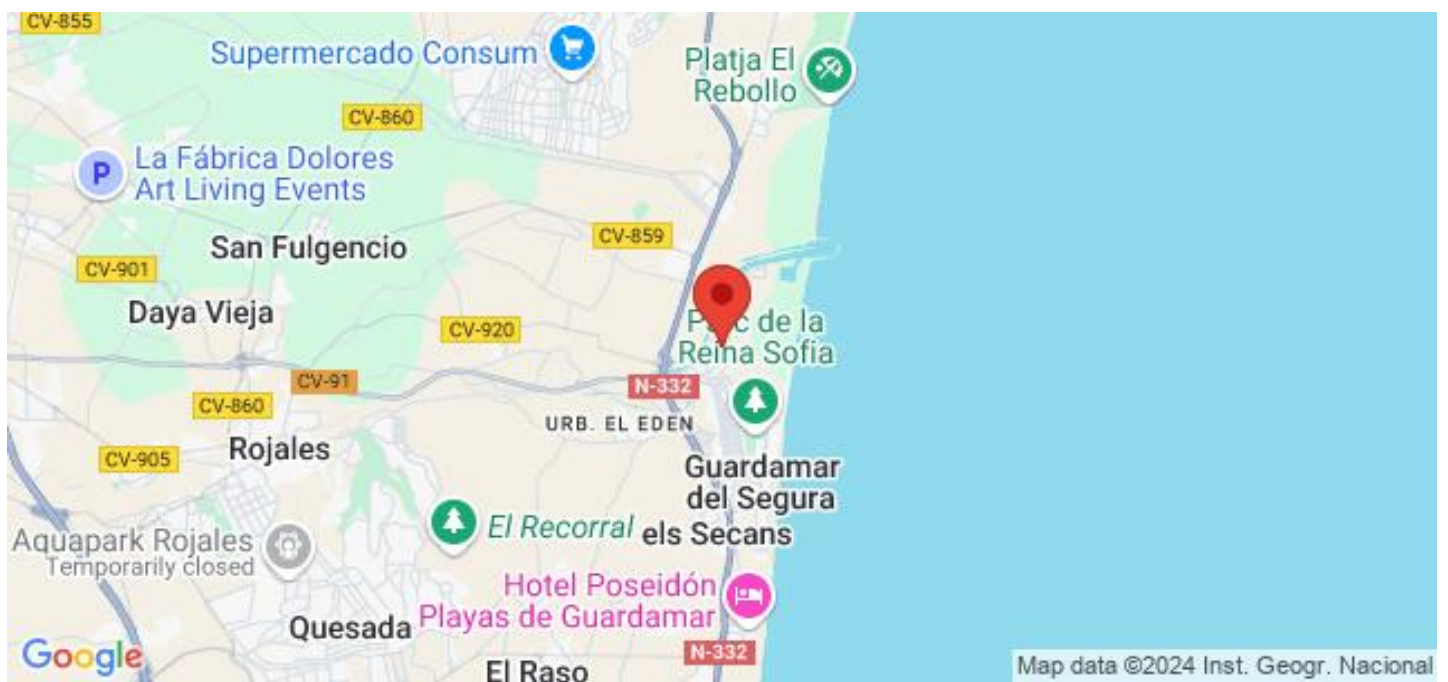 CV-855
Supermercado Consum
Platja El
Rebollo
CV-860
La Fábrica Dolores
Art Living Events
P
San Fulgencio
CV-859
CV-901
Daya Vieja
CV-920
Parc de la
Reina Sofia
CV-91
N-332
CV-860
URB. EL EDEN
Rojales
CV-905
Guardamar
del Segura
El Recorral
els Secans
Aquapark Rojales
Temporarily closed
Hotel Poseidón
Playas de Guardamar
Quesada
N-332
El Raso
Google
Map data ©2024 Inst. Geogr. Nacional